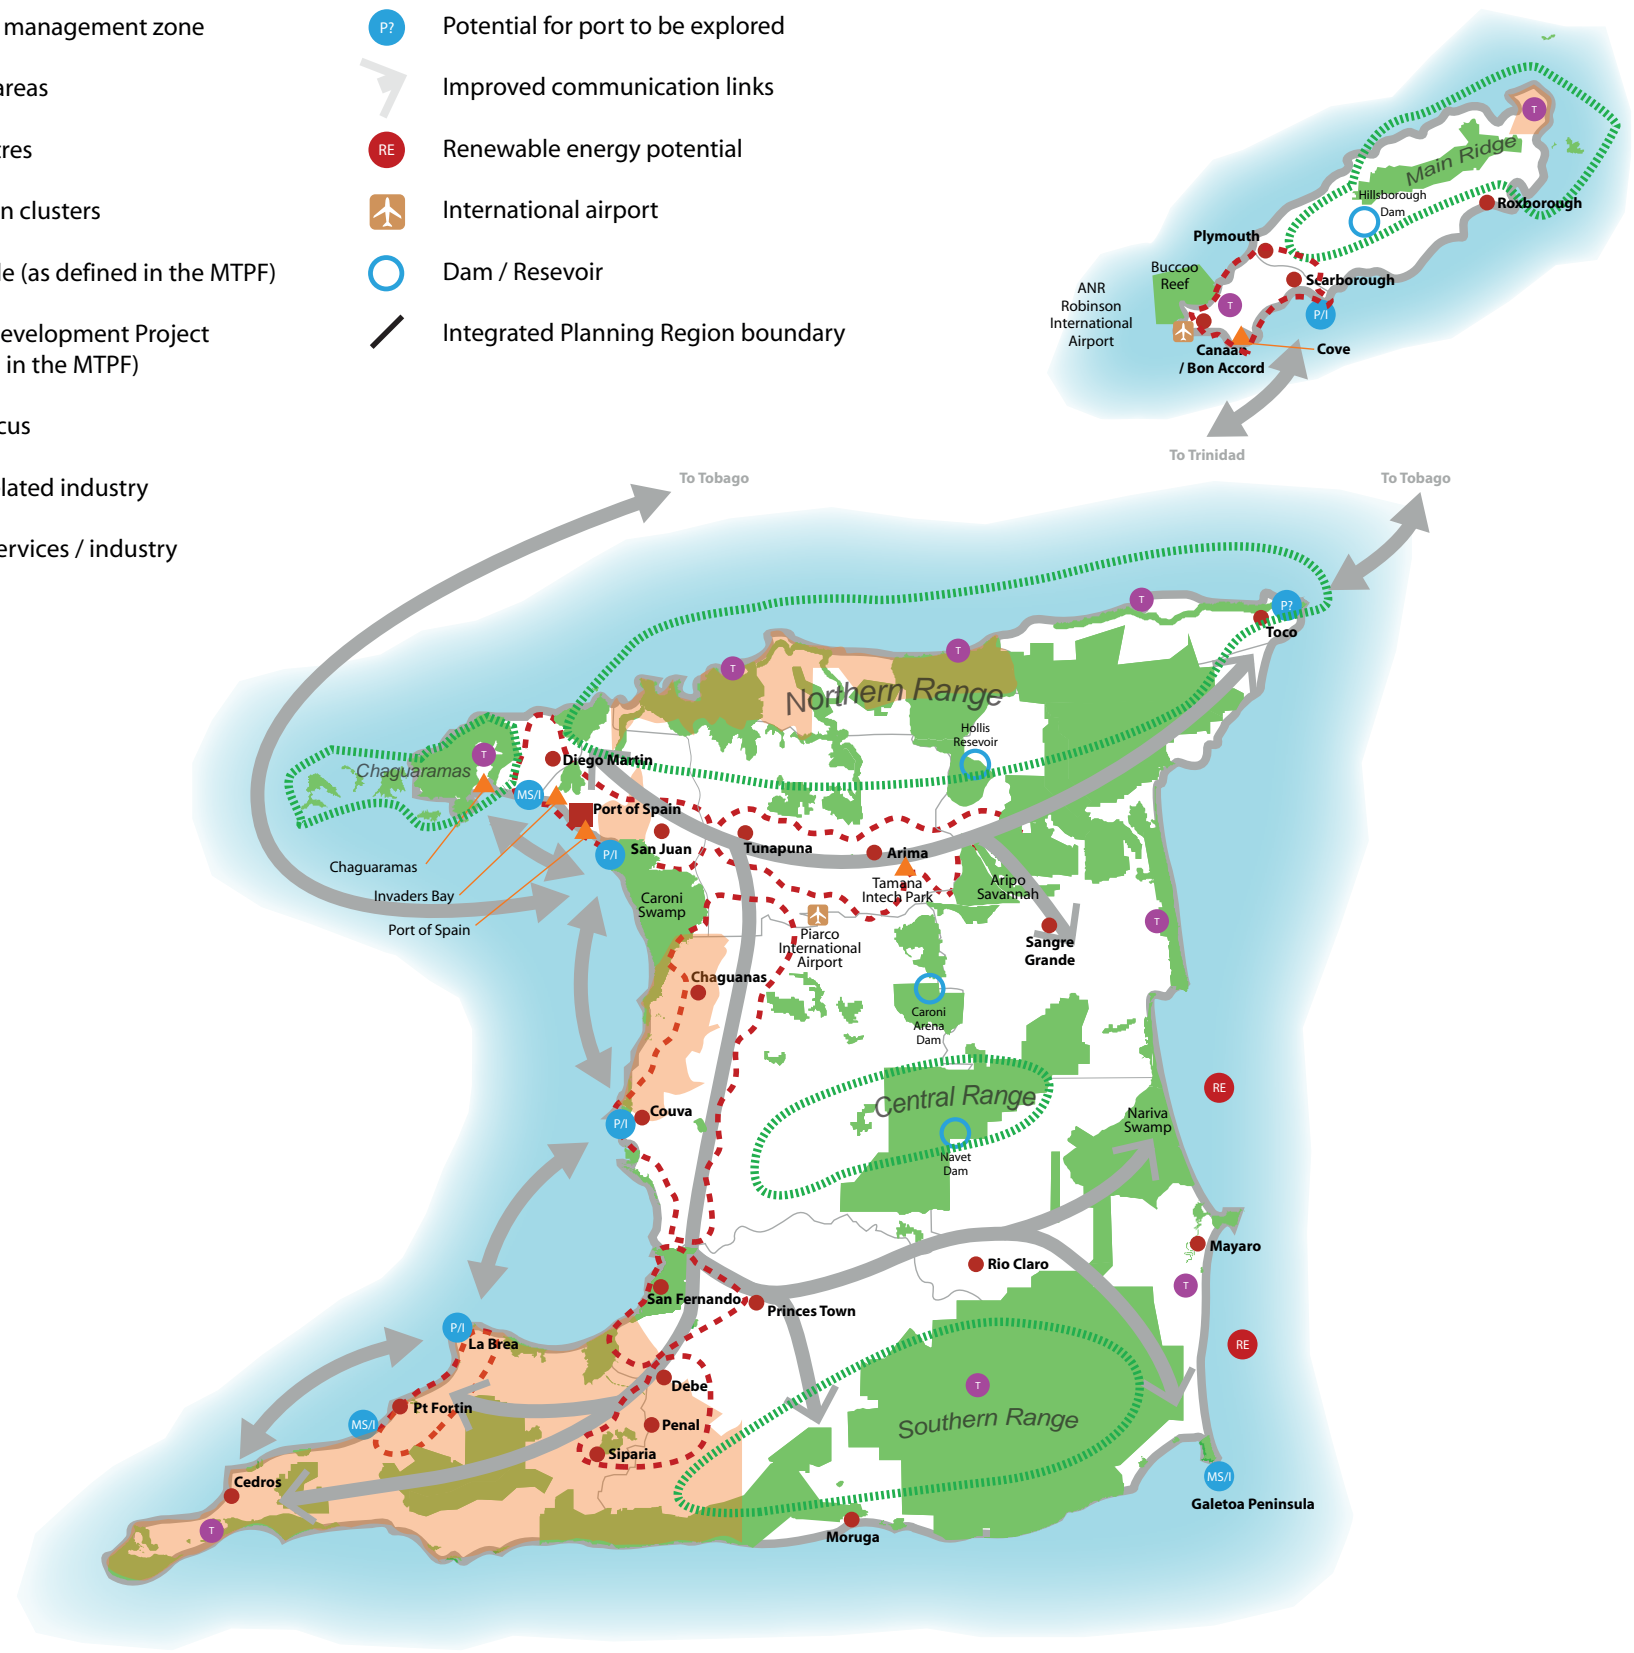 management zone
areas
tres
n clusters
le (as defined in the MTPF)
evelopment Project
in the MTPF)
cus
lated industry
ervices / industry
P?
Potential for port to be explored
Improved communication links
RE
Renewable energy potential
International airport
Dam / Resevoir
Integrated Planning Region boundary
T
Main Ridge
Hillsborough
Dam
Roxborough
Plymouth
Buccoo
Reef
Scarborough
T
P/I
ANR
Robinson
International
Airport
Canaan
/ Bon Accord
Cove
To Trinidad
To Tobago
To Tobago
T
P?
Toco
T
T
Northern Range
Hollis
Resevoir
T
Chaguaramas
Diego Martin
MS/I
Port of Spain
San Juan
P/I
Tunapuna
Arima
Tamana
Intech Park
Aripo
Savannah
Chaguaramas
Invaders Bay
Port of Spain
Caroni
Swamp
Piarco
International
Airport
Sangre
Grande
T
Chaguanas
Caroni
Arena
Dam
RE
Central Range
Couva
P/I
Nariva
Swamp
Navet
Dam
Mayaro
Rio Claro
T
San Fernando
Princes Town
P/I
La Brea
RE
Debe
T
Pt Fortin
MS/I
Penal
Southern Range
Siparia
Cedros
MS/I
Galetoa Peninsula
T
Moruga